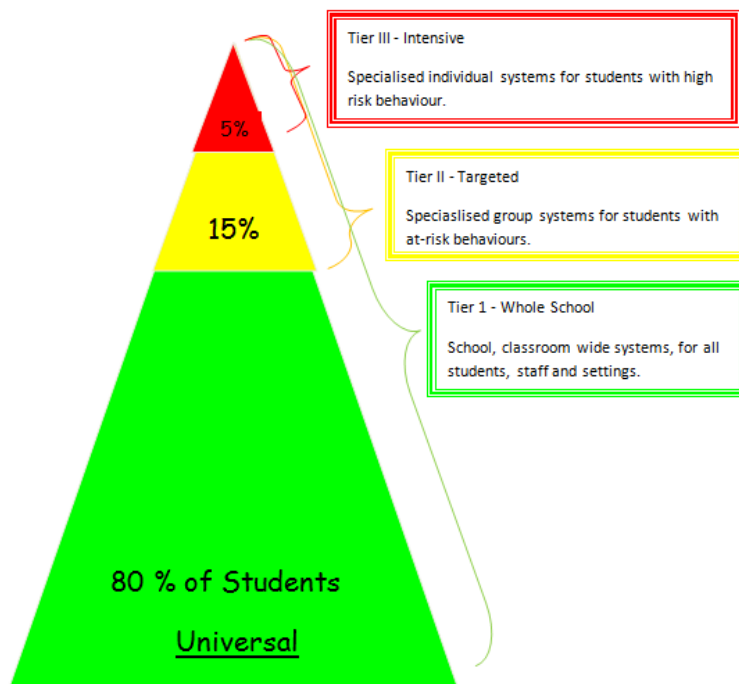 Tier III - Intensive
Specialised individual systems for students with high
risk behaviour.
5%
Tier II - Targeted
Speciaslised group systems for students with
at-risk behaviours.
15%
Tier 1 - Whole School
School, classroom wide systems, for all
students, staff and settings.
80 % of Students
Universal